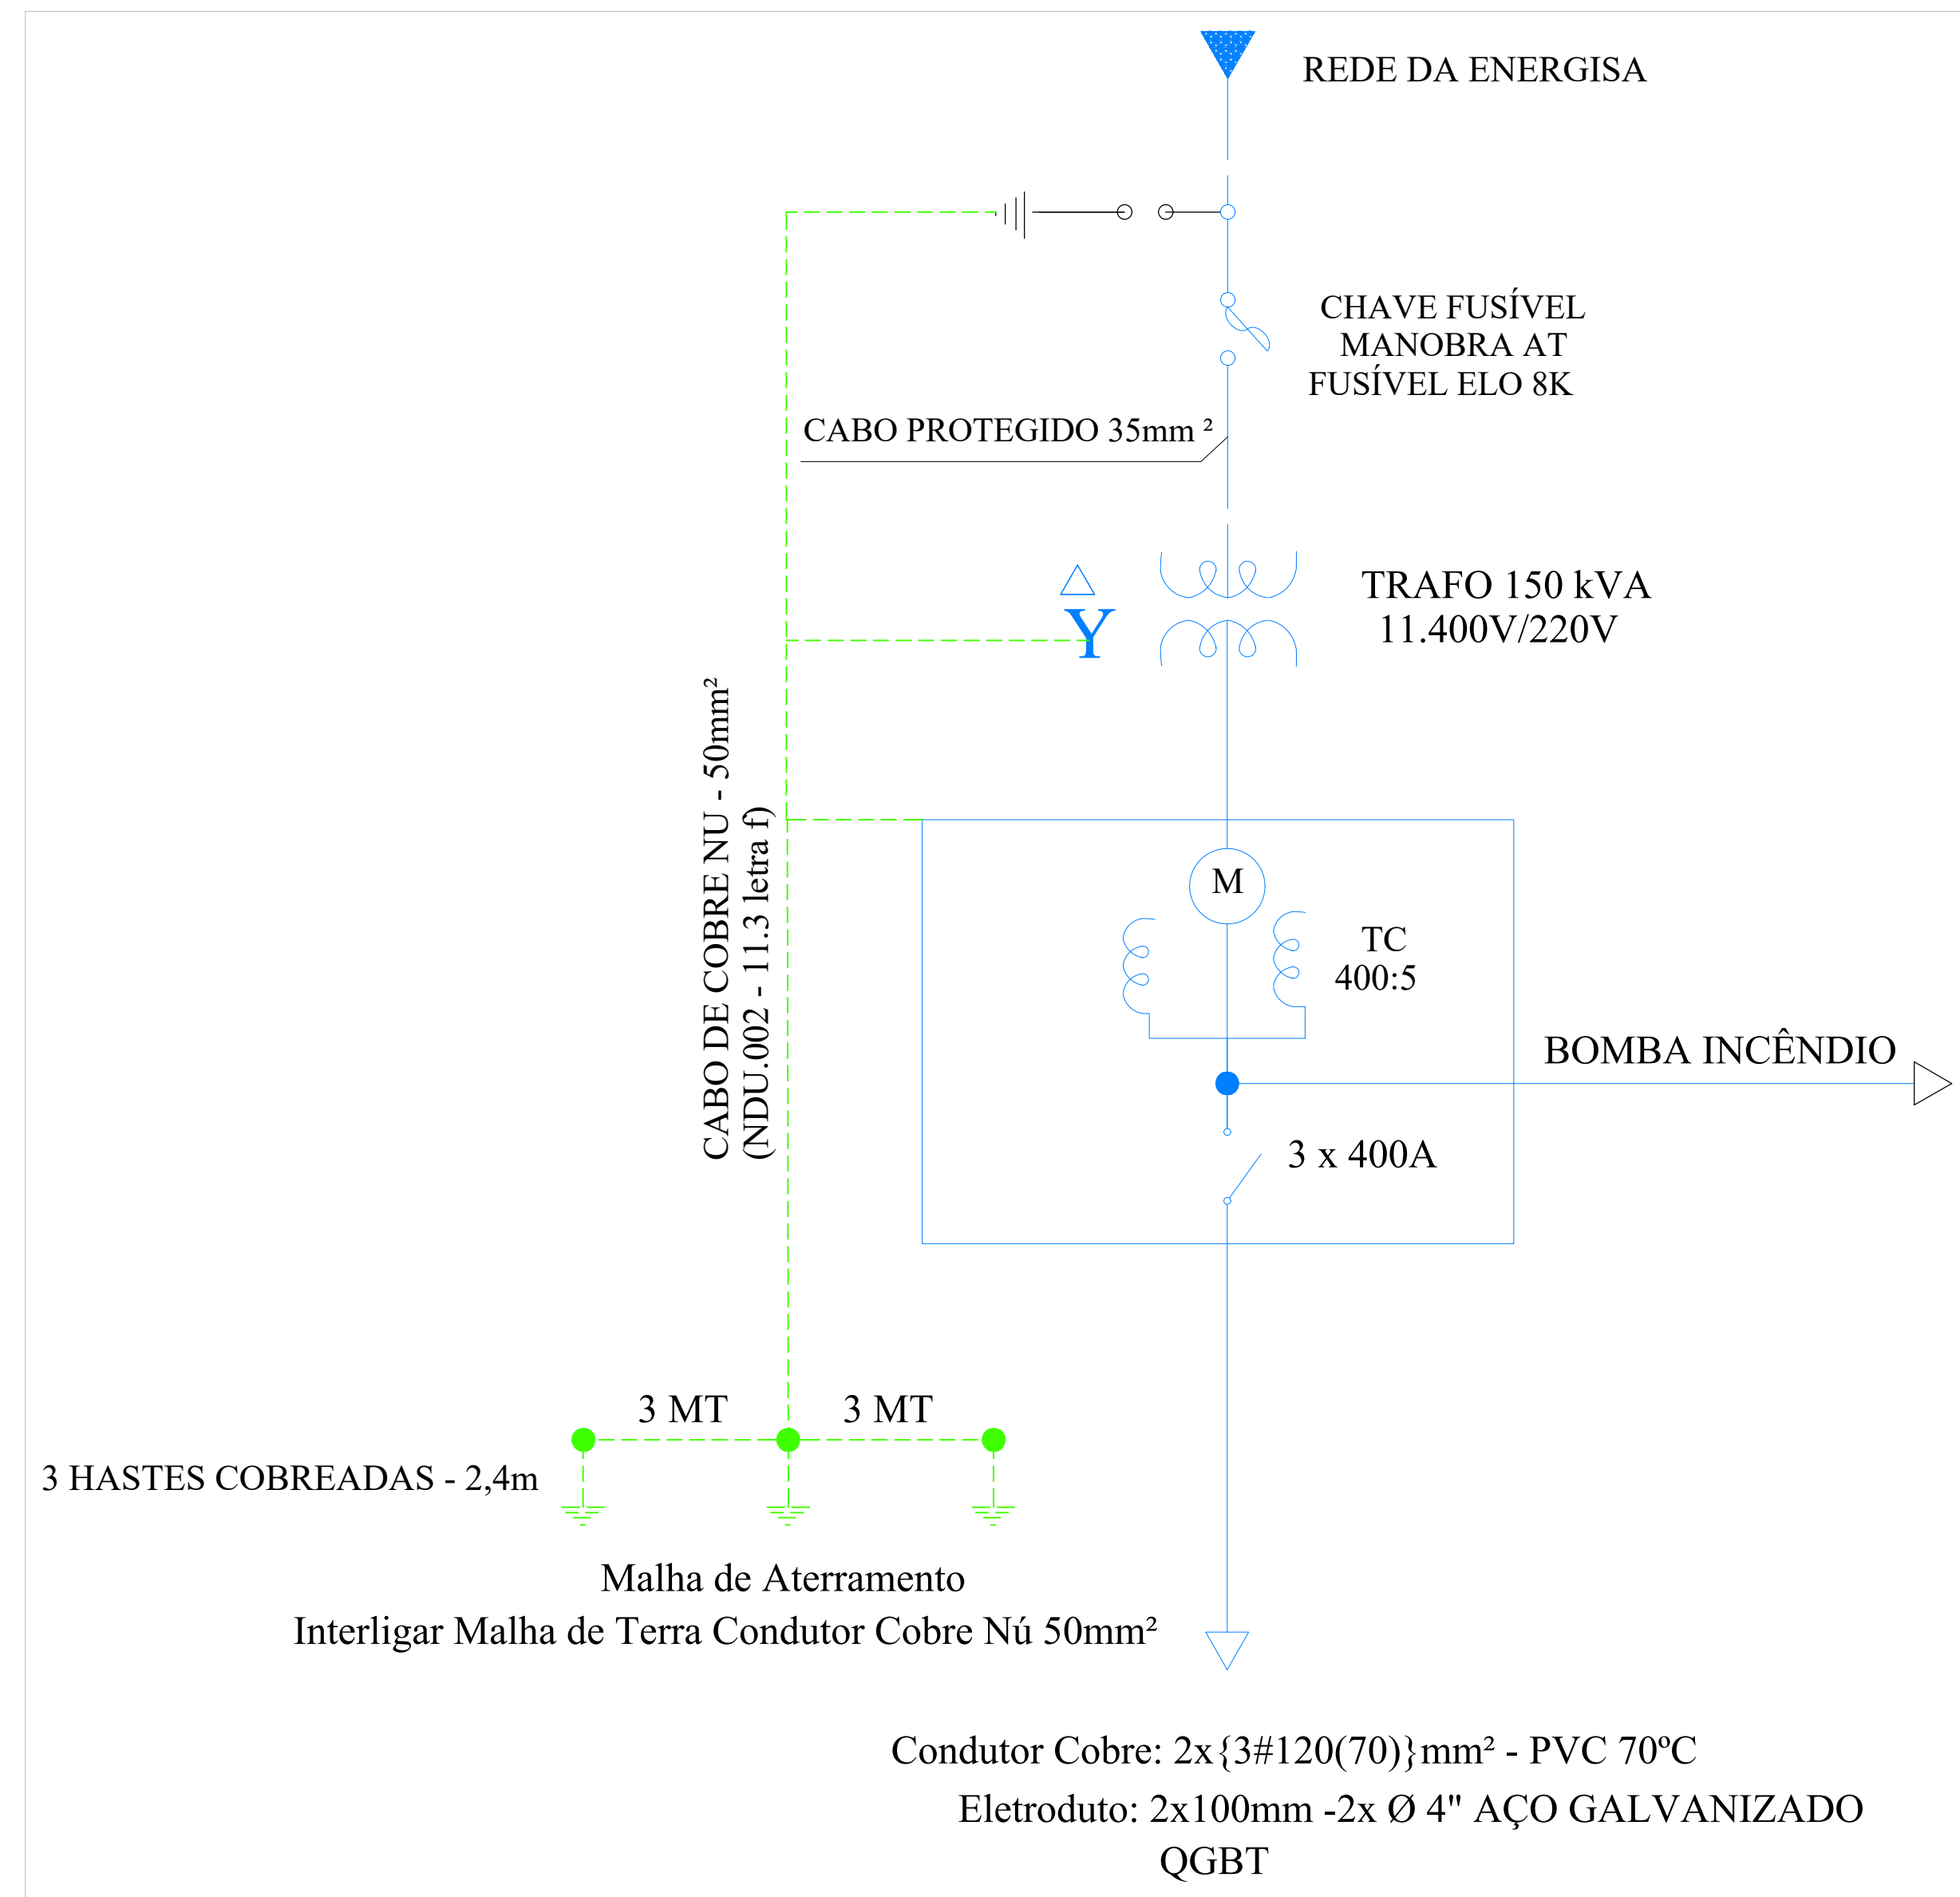 REDE DA ENERGISA
CHAVE FUSÍVEL
MANOBRA AT
FUSÍVEL ELO 8K
CABO PROTEGIDO 35mm ²
TRAFO 150 kVA
11.400V/220V
Y
CABO DE COBRE NU - 50mm²
(NDU.002 - 11.3 letra f)
M
TC
400:5
BOMBA INCÊNDIO
3 x 400A
3 MT
3 MT
3 HASTES COBREADAS - 2,4m
Malha de Aterramento
Interligar Malha de Terra Condutor Cobre Nú 50mm²
Condutor Cobre: 2x{3#120(70)}mm² - PVC 70ºC
Eletroduto: 2x100mm -2x Ø 4" AÇO GALVANIZADO
QGBT